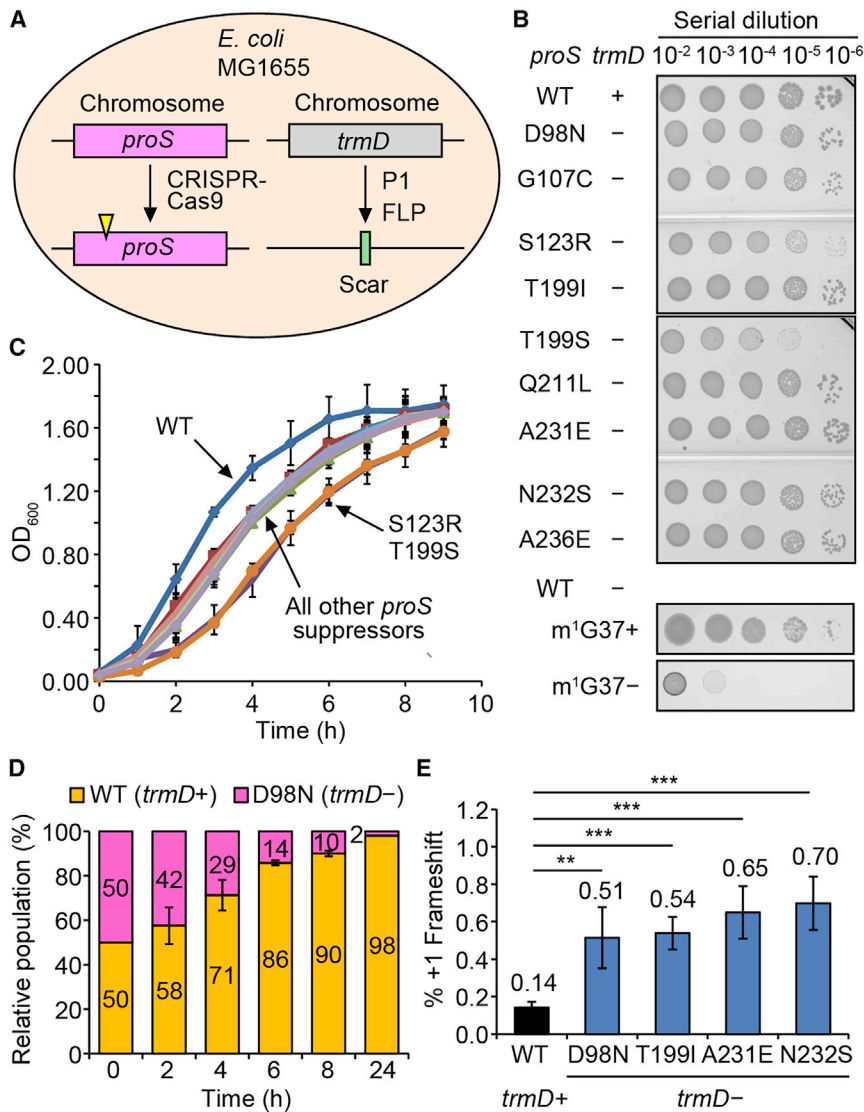 A
E. coli
MG1655
Chromosome
Chromosome
proS
trmD
CRISPR-
Cas9
P1
FLP
proS
Scar
B
Serial dilution
proS trmD 10-2 10-3 10-4 10-5 10-6
WT +
D98N −
G107C −
S123R −
T199I −
T199S −
Q211L −
A231E −
N232S −
A236E −
WT −
m1G37+
m1G37−
C
2.00
1.60
1.20
0.80
0.40
0.00
OD600
WT
S123R
T199S
All other proS
suppressors
0 2 4 6 8 10
Time (h)
D
WT (trmD+) D98N (trmD−)
Relative population (%)
100
80
60
40
20
0
50 42 29 14 10 2
50 58 71 86 90 98
0 2 4 6 8 24
Time (h)
E
% +1 Frameshift
1.2
1.0
0.8
0.6
0.4
0.2
0.0
***
***
***
**
0.14 0.51 0.54 0.65 0.70
WT D98N T199I A231E N232S
trmD+ trmD−